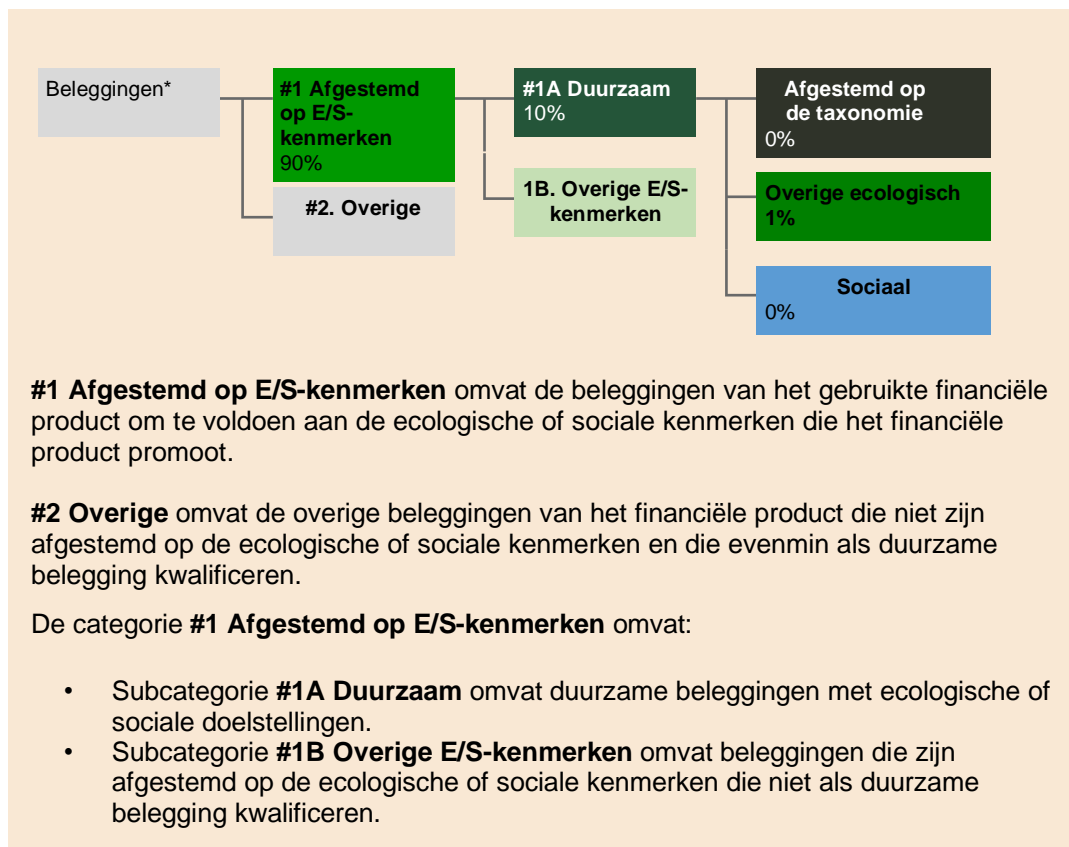 Beleggingen*
#1 Afgestemd
op E/S-
kenmerken
90%
#2. Overige
#1A Duurzaam
10%
1B. Overige E/S-
kenmerken
Afgestemd op
de taxonomie
0%
Overige ecologisch
1%
Sociaal
0%
#1 Afgestemd op E/S-kenmerken omvat de beleggingen van het gebruikte financiële
product om te voldoen aan de ecologische of sociale kenmerken die het financiële
product promoot.
#2 Overige omvat de overige beleggingen van het financiële product die niet zijn
afgestemd op de ecologische of sociale kenmerken en die evenmin als duurzame
belegging kwalificeren.
De categorie #1 Afgestemd op E/S-kenmerken omvat:
• Subcategorie #1A Duurzaam omvat duurzame beleggingen met ecologische of
sociale doelstellingen.
• Subcategorie #1B Overige E/S-kenmerken omvat beleggingen die zijn
afgestemd op de ecologische of sociale kenmerken die niet als duurzame
belegging kwalificeren.